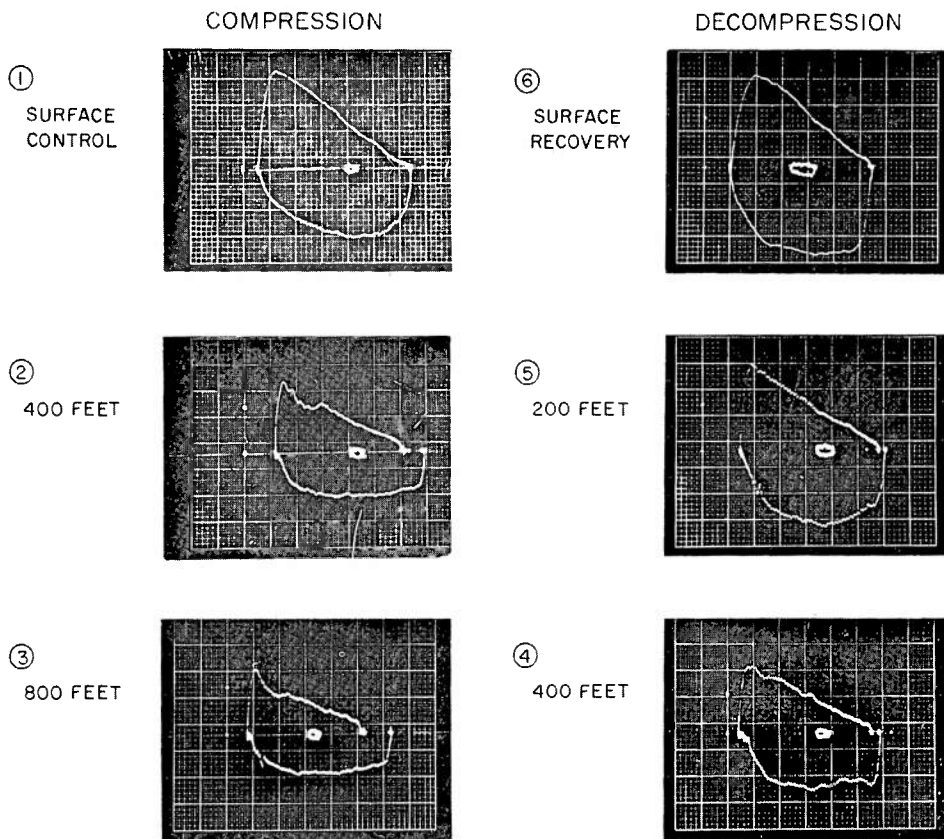 COMPRESSION
DECOMPRESSION
①
SURFACE
CONTROL
⑥
SURFACE
RECOVERY
②
400 FEET
⑤
200 FEET
③
800 FEET
④
400 FEET